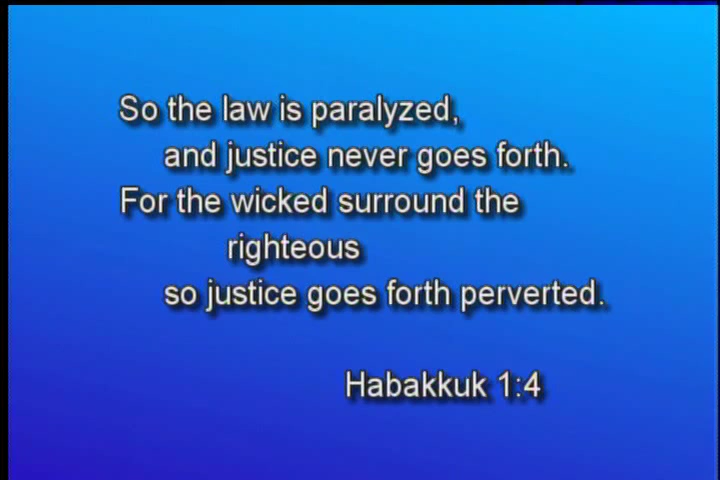 So the law is paralyzed,
and justice never goes forth.
For the wicked surround the
righteous
so justice goes forth perverted.
Habakkuk 1:4